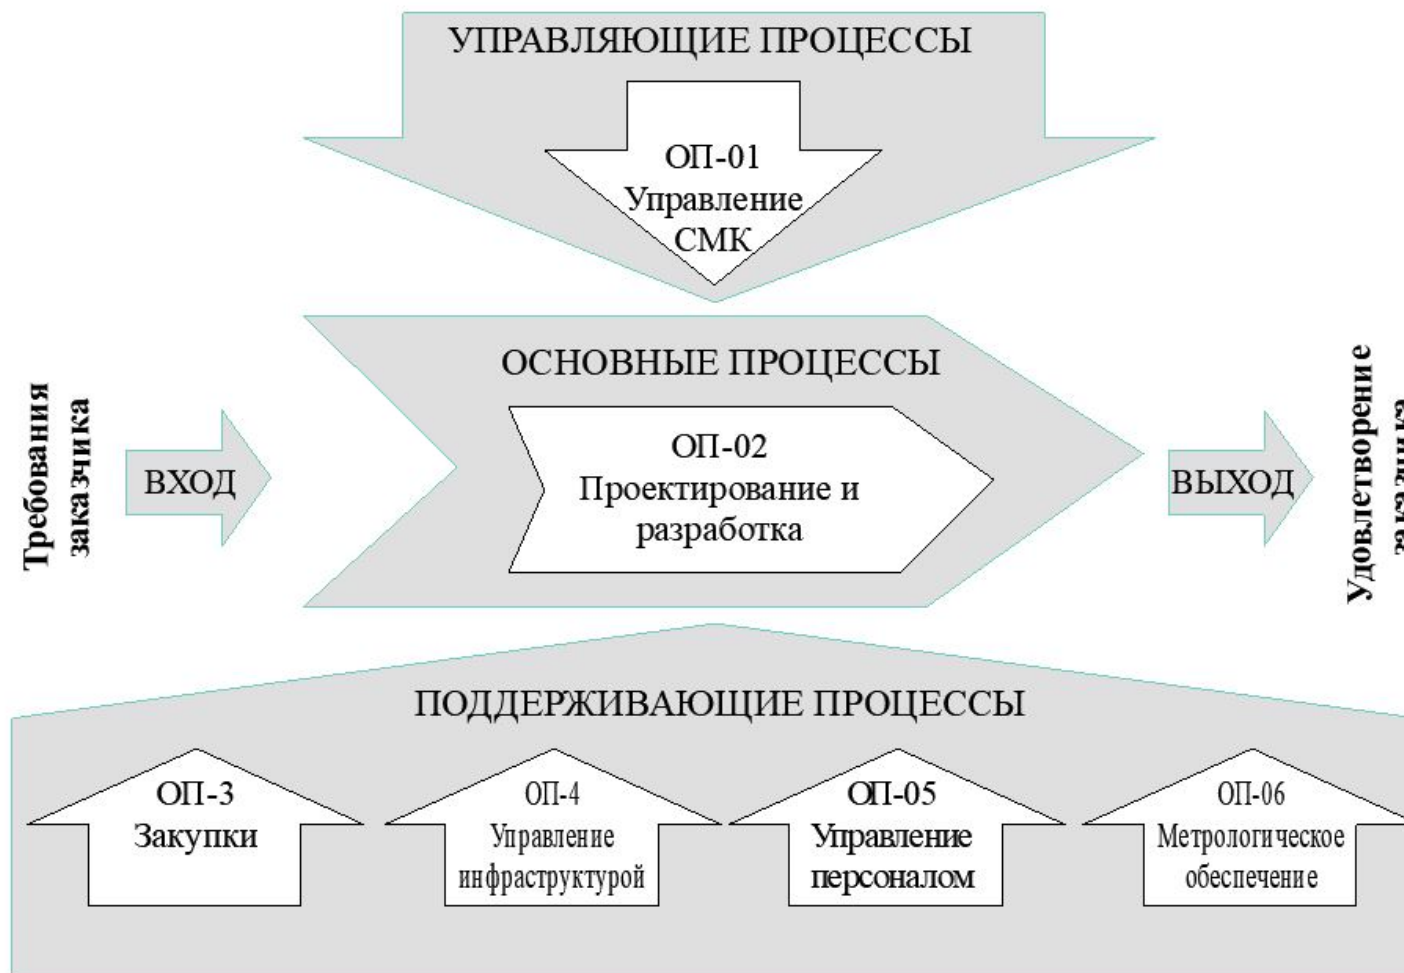 УПРАВЛЯЮЩИЕ ПРОЦЕССЫ
ОП-01
Управление
СМК
Требования
заказчика
ВХОД
ОСНОВНЫЕ ПРОЦЕССЫ
ОП-02
Проектирование и
разработка
ВЫХОД
Удовлетворение
ПОДДЕРЖИВАЮЩИЕ ПРОЦЕССЫ
ОП-3
Закупки
ОП-4
Управление
инфраструктурой
ОП-05
Управление
персоналом
ОП-06
Метрологическое
обеспечение